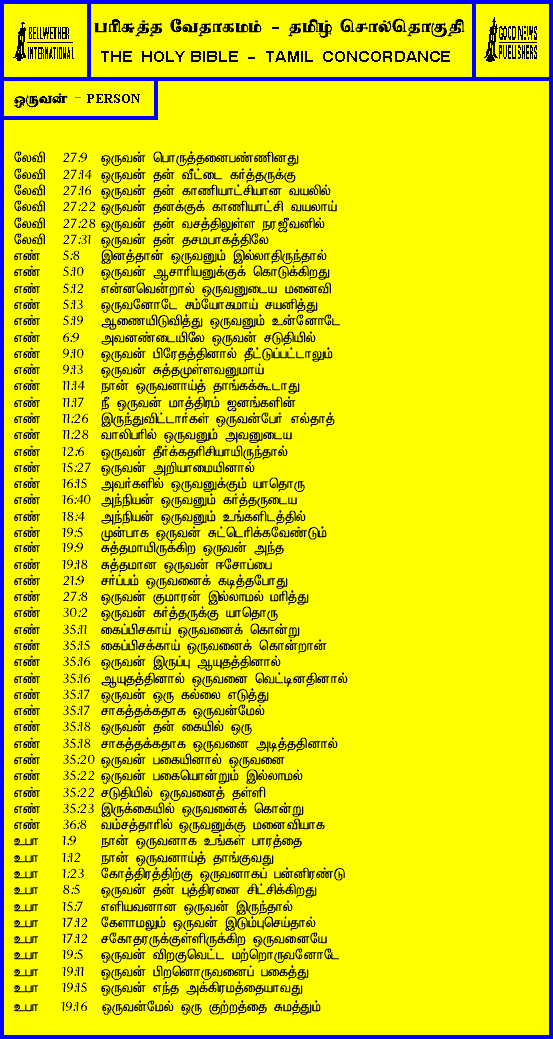 BELLWETHER
INTERNATIONAL
பரிசுத்த வேதாகமம் - தமிழ் சொல்தொகுதி
THE HOLY BIBLE - TAMIL CONCORDANCE
GOOD NEWS
PUBLISHERS
ஒருவன் - PERSON
லேவி 27:9 ஒருவன் பொருத்தனைபண்ணினது
லேவி 27:14 ஒருவன் தன் வீட்டை கர்த்தருக்கு
லேவி 27:16 ஒருவன் தன் காணியாட்சியான வயலில்
லேவி 27:22 ஒருவன் தனக்குக் காணியாட்சி வயலாய்
லேவி 27:28 ஒருவன் தன் வசத்திலுள்ள நரஜீவனில்
லேவி 27:31 ஒருவன் தன் தசமபாகத்திலே
எண் 5:8 இனத்தான் ஒருவனும் இல்லாதிருந்தால்
எண் 5:10 ஒருவன் ஆசாரியனுக்குக் கொடுக்கிறது
எண் 5:12 என்னவென்றால் ஒருவனுடைய மனைவி
எண் 5:13 ஒருவனோடே சம்யோகமாய் சயனித்து
எண் 5:19 ஆணையிடுவித்து ஒருவனும் உன்னோடே
எண் 6:9 அவனண்டையிலே ஒருவன் சடுதியில்
எண் 9:10 ஒருவன் பிரேதத்தினால் தீட்டுப்பட்டாலும்
எண் 9:13 ஒருவன் சுத்தமுள்ளவனுமாய்
எண் 11:14 நான் ஒருவனாய்த் தாங்கக்கூடாது
எண் 11:17 நீ ஒருவன் மாத்திரம் ஜனங்களின்
எண் 11:26 இருந்துவிட்டார்கள் ஒருவன்பேர் எல்தாத்
எண் 11:28 வாலிபரில் ஒருவனும் அவனுடைய
எண் 12:6 ஒருவன் தீர்க்கதரிசியாயிருந்தால்
எண் 15:27 ஒருவன் அறியாமையினால்
எண் 16:15 அவர்களில் ஒருவனுக்கும் யாதொரு
எண் 16:40 அந்நியன் ஒருவனும் கர்த்தருடைய
எண் 18:4 அந்நியன் ஒருவனும் உங்களிடத்தில்
எண் 19:5 முன்பாக ஒருவன் சுட்டெரிக்கவேண்டும்
எண் 19:9 சுத்தமாயிருக்கிற ஒருவன் அந்த
எண் 19:18 சுத்தமான ஒருவன் ஈசோப்பை
எண் 21:9 சர்ப்பம் ஒருவனைக் கடித்தபோது
எண் 27:8 ஒருவன் குமாரன் இல்லாமல் மரித்து
எண் 30:2 ஒருவன் கர்த்தருக்கு யாதொரு
எண் 35:11 கைப்பிசகாய் ஒருவனைக் கொன்று
எண் 35:15 கைப்பிசக்காய் ஒருவனைக் கொன்றான்
எண் 35:16 ஒருவன் இருப்பு ஆயுதத்தினால்
எண் 35:16 ஆயுதத்தினால் ஒருவனை வெட்டினதினால்
எண் 35:17 ஒருவன் ஒரு கல்லை எடுத்து
எண் 35:17 சாகத்தக்கதாக ஒருவன்மேல்
எண் 35:18 ஒருவன் தன் கையில் ஒரு
எண் 35:18 சாகத்தக்கதாக ஒருவனை அடித்ததினால்
எண் 35:20 ஒருவன் பகையினால் ஒருவனை
எண் 35:22 ஒருவன் பகையொன்றும் இல்லாமல்
எண் 35:22 சடுதியில் ஒருவனைத் தள்ளி
எண் 35:23 இருக்கையில் ஒருவனைக் கொன்று
எண் 36:8 வம்சத்தாரில் ஒருவனுக்கு மனைவியாக
உபா 1:9 நான் ஒருவனாக உங்கள் பாரத்தை
உபா 1:12 நான் ஒருவனாய்த் தாங்குவது
உபா 1:23 கோத்திரத்திற்கு ஒருவனாகப் பன்னிரண்டு
உபா 8:5 ஒருவன் தன் புத்திரனை சிட்சிக்கிறது
உபா 15:7 எளியவனான ஒருவன் இருந்தால்
உபா 17:12 கேளாமலும் ஒருவன் இடும்புசெய்தால்
உபா 17:12 சகோதரருக்குள்ளிருக்கிற ஒருவனையே
உபா 19:5 ஒருவன் விறகுவெட்ட மற்றொருவனோடே
உபா 19:11 ஒருவன் பிறனொருவனைப் பகைத்து
உபா 19:15 ஒருவன் எந்த அக்கிரமத்தையாவது
உபா 19:16 ஒருவன்மேல் ஒரு குற்றத்தை சுமத்தும்